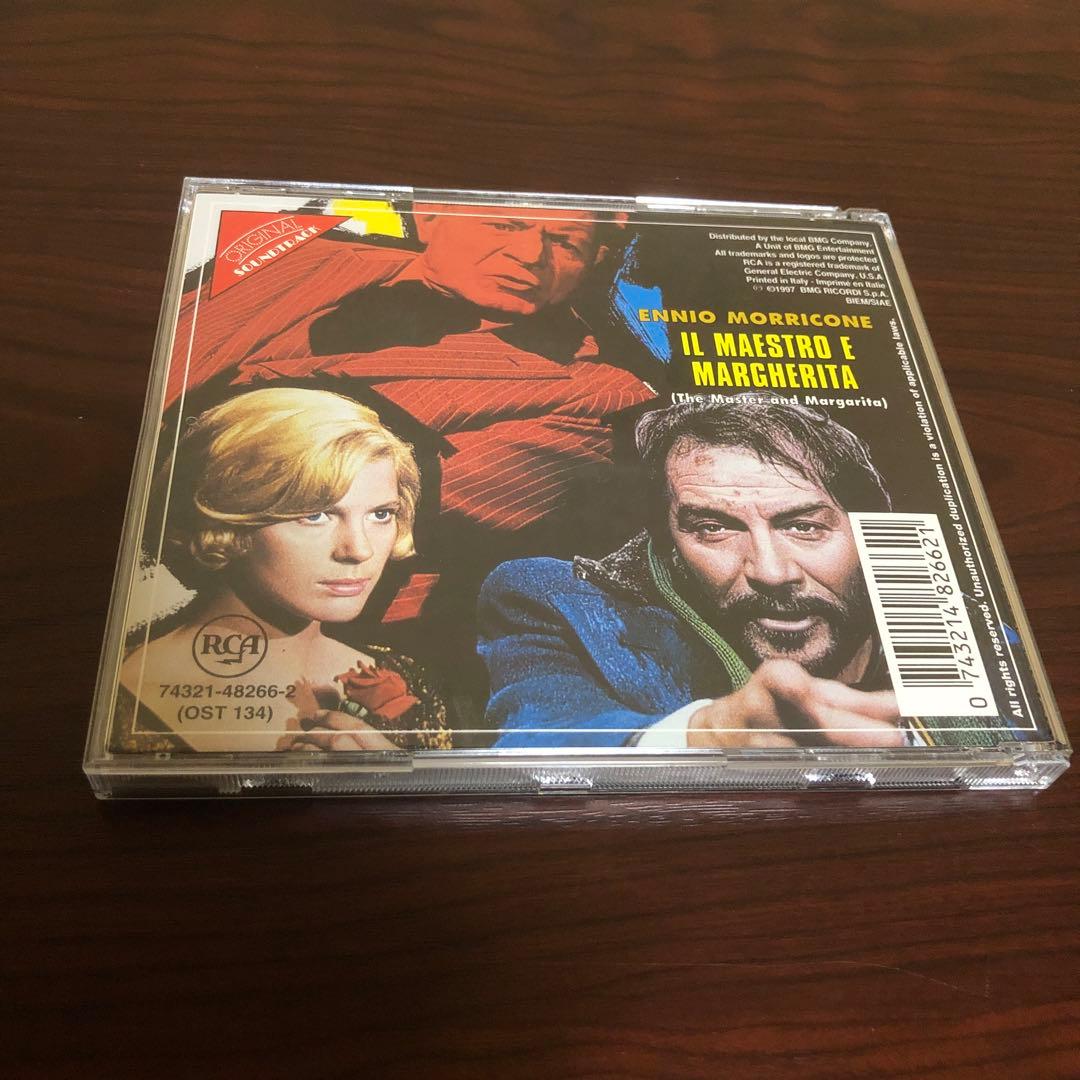 ORIGINAL
SOUNDTRACK
Distributed by the local BMG Company.
A Unit of BMG Entertainment
All trademarks and logos are protected
RCA is a registered trademark of
General Electric Company, U.S.A
Printed in Italy - Imprimé en Italie
℗ ©1997 BMG RICORDI S.p.A.
BIEM/SIAE
ENNIO MORRICONE
IL MAESTRO E
MARGHERITA
(The Master and Margarita)
RCA
74321-48266-2
(OST 134)
0 743214 826621
All rights reserved. Unauthorized duplication is a violation of applicable laws.